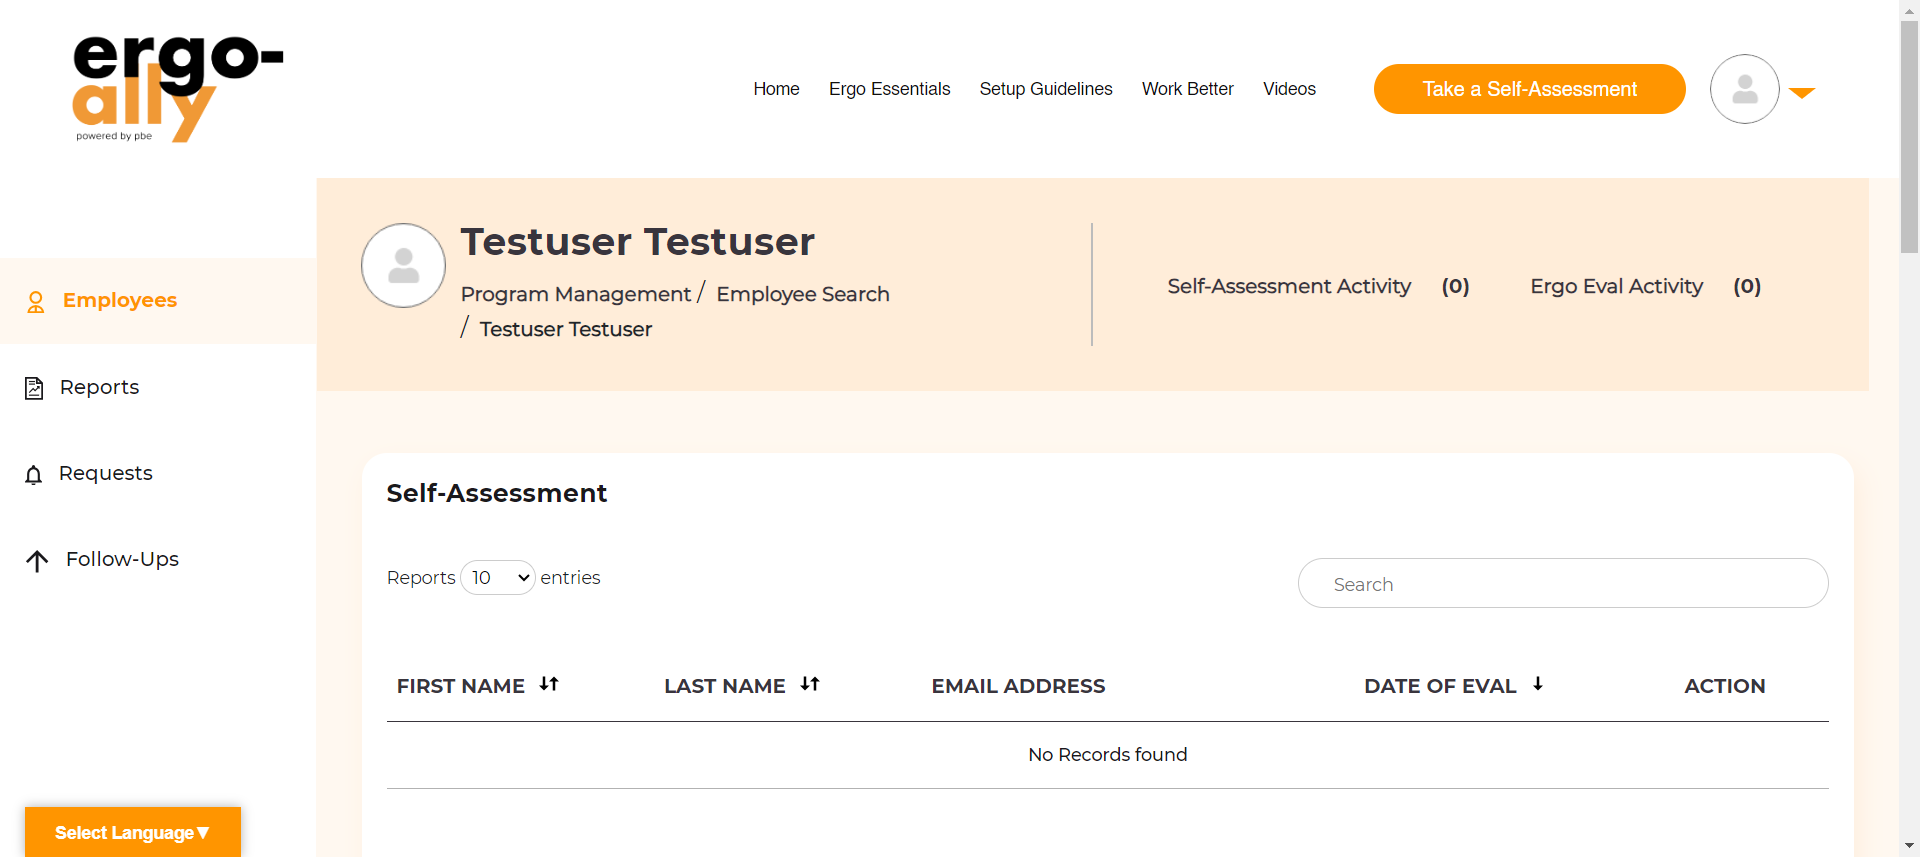 ergo-
ally
powered by pbe
Home Ergo Essentials Setup Guidelines Work Better Videos Take a Self-Assessment
Testuser Testuser
Program Management / Employee Search
/ Testuser Testuser
Self-Assessment Activity (0) Ergo Eval Activity (0)
Employees
Reports
Requests
Follow-Ups
Self-Assessment
Reports 10 entries
Search
FIRST NAME LAST NAME EMAIL ADDRESS DATE OF EVAL ACTION
No Records found
Select Language▼